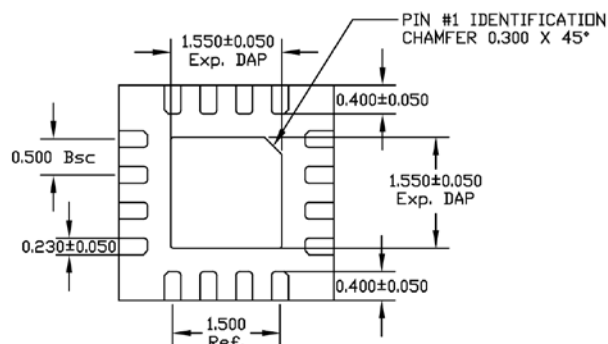 1.550±0.050
Exp. DAP
PIN #1 IDENTIFICATION
CHAMFER 0.300 X 45°
0.400±0.050
0.500 Bsc
1.550±0.050
Exp. DAP
0.230±0.050
0.400±0.050
1.500
Ref